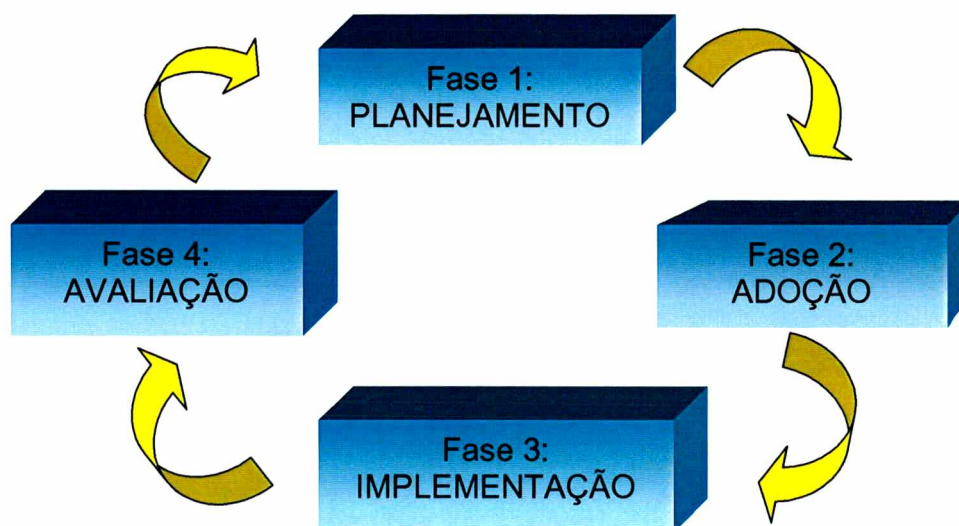 Fase 1:
PLANEJAMENTO
Fase 2:
ADOÇÃO
Fase 3:
IMPLEMENTAÇÃO
Fase 4:
AVALIAÇÃO